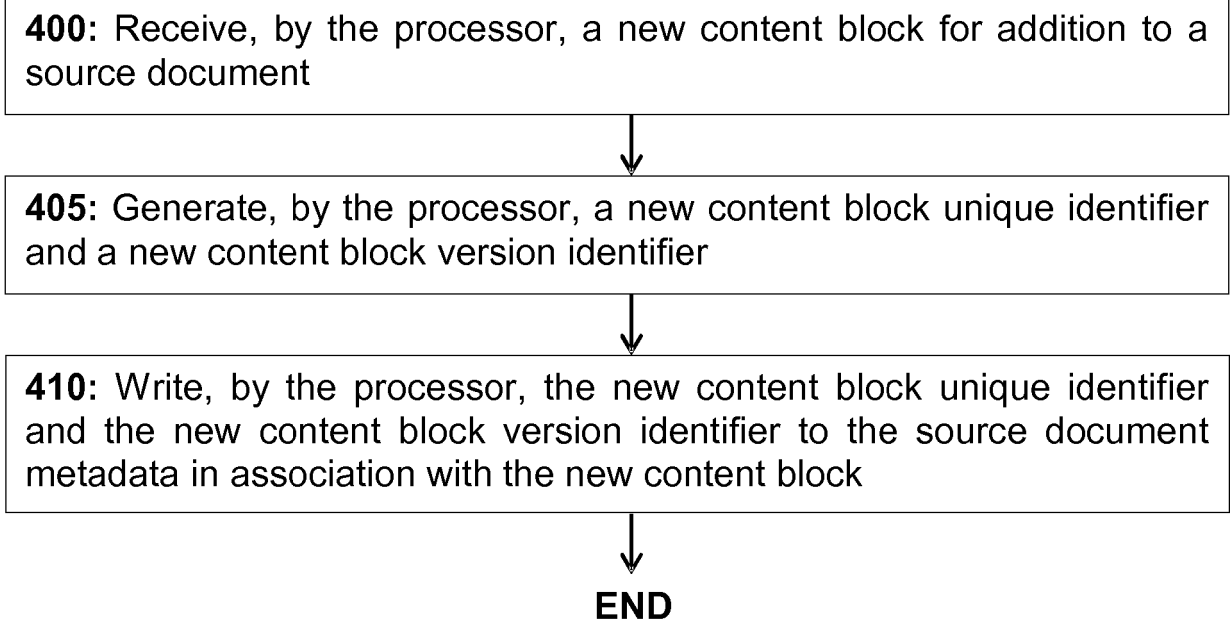 400: Receive, by the processor, a new content block for addition to a
source document
405: Generate, by the processor, a new content block unique identifier
and a new content block version identifier
410: Write, by the processor, the new content block unique identifier
and the new content block version identifier to the source document
metadata in association with the new content block
END